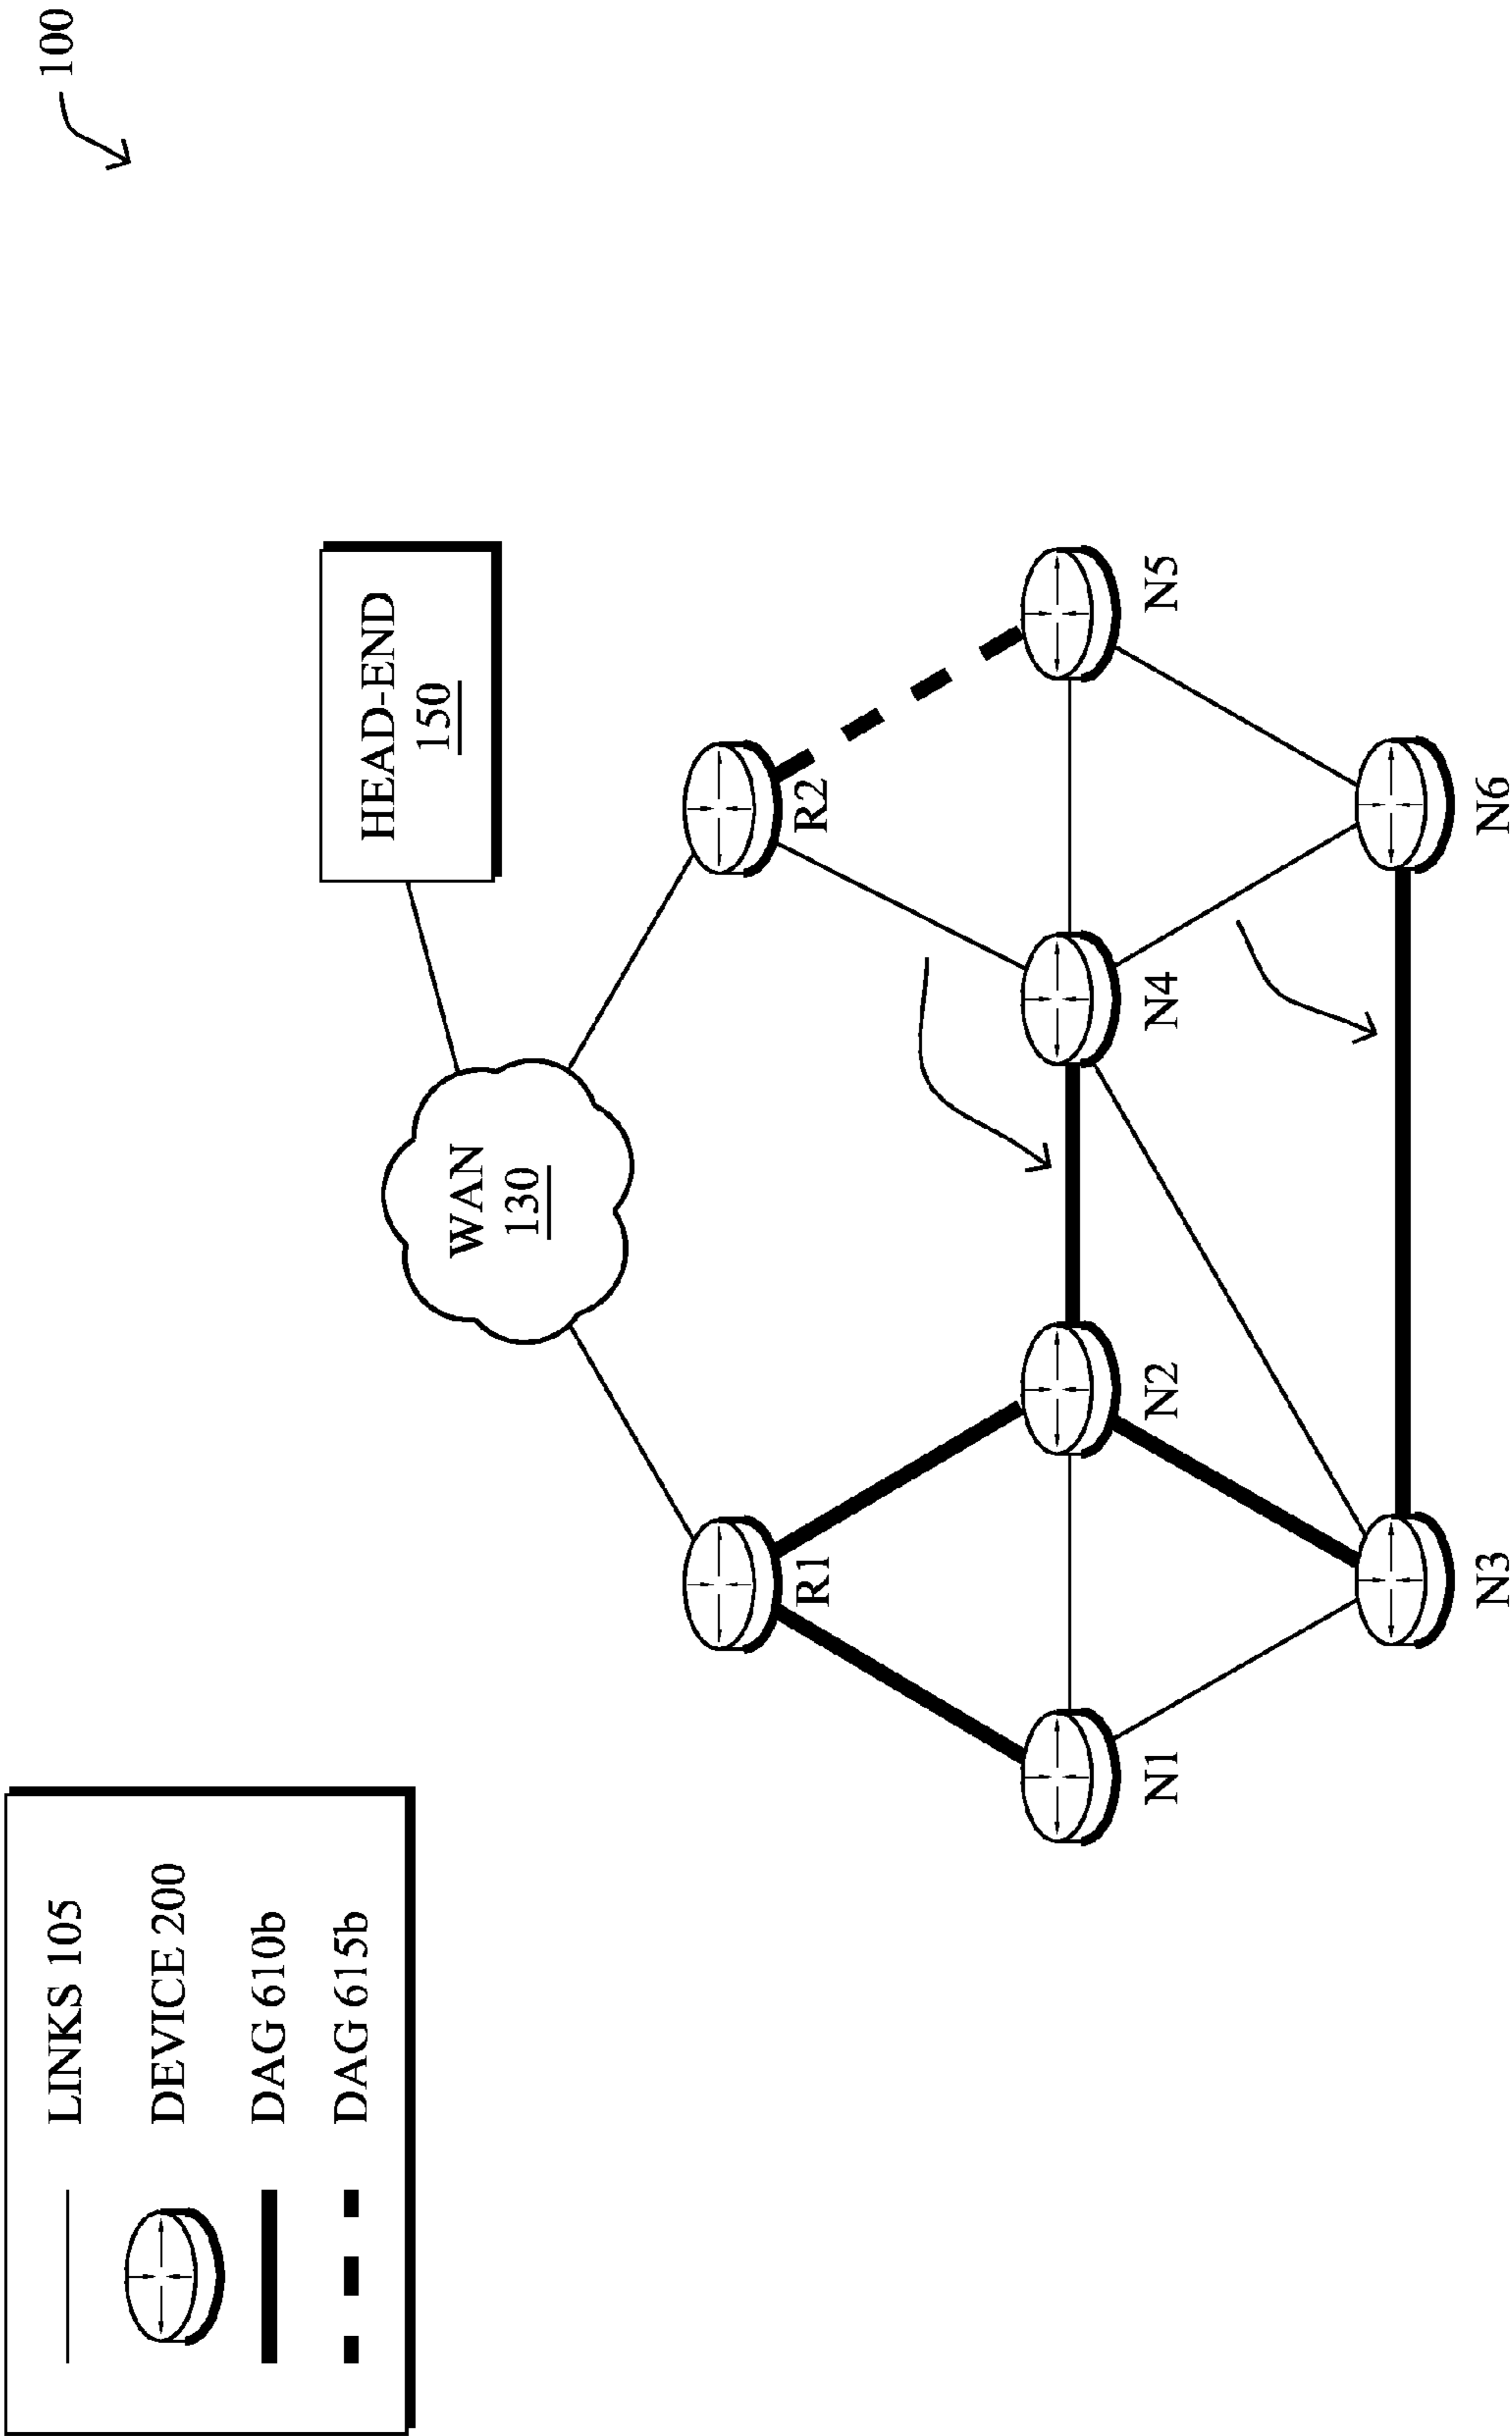 100
LINKS 105
DEVICE 200
DAG 610b
DAG 615b
HEAD-END
150
WAN
130
R1
R2
N1
N2
N4
N5
N3
N6